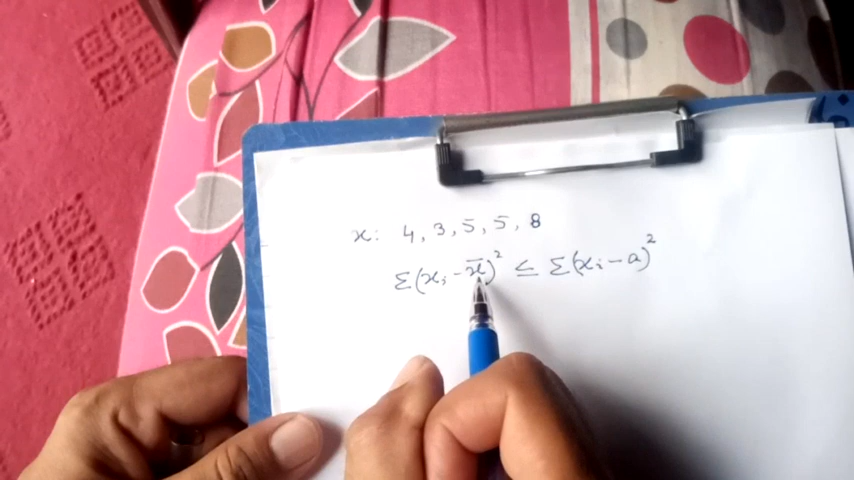 x: 4, 3, 5, 5, 8
Σ(xᵢ - x̄)² ≤ Σ(xᵢ - a)²